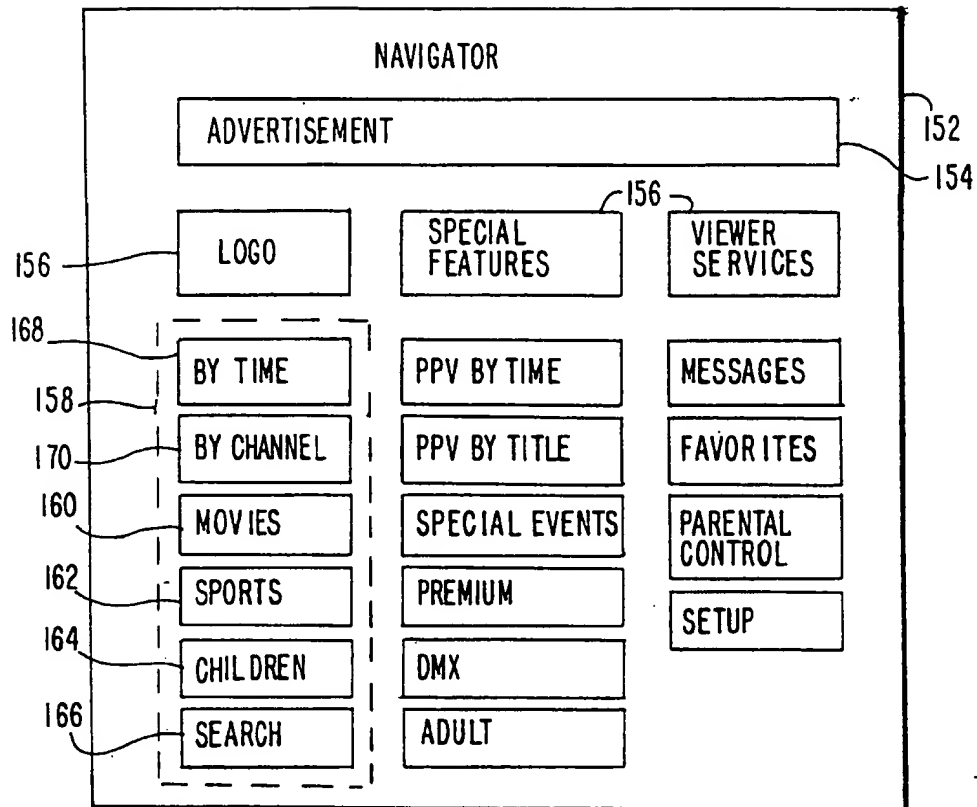 NAVIGATOR
ADVERTISEMENT
152
154
156
156
LOGO
SPECIAL
FEATURES
VIEWER
SERVICES
168
BY TIME
PPV BY TIME
MESSAGES
158
170
BY CHANNEL
PPV BY TITLE
FAVORITES
160
MOVIES
SPECIAL EVENTS
PARENTAL
CONTROL
162
SPORTS
PREMIUM
SETUP
164
CHILDREN
DMX
166
SEARCH
ADULT